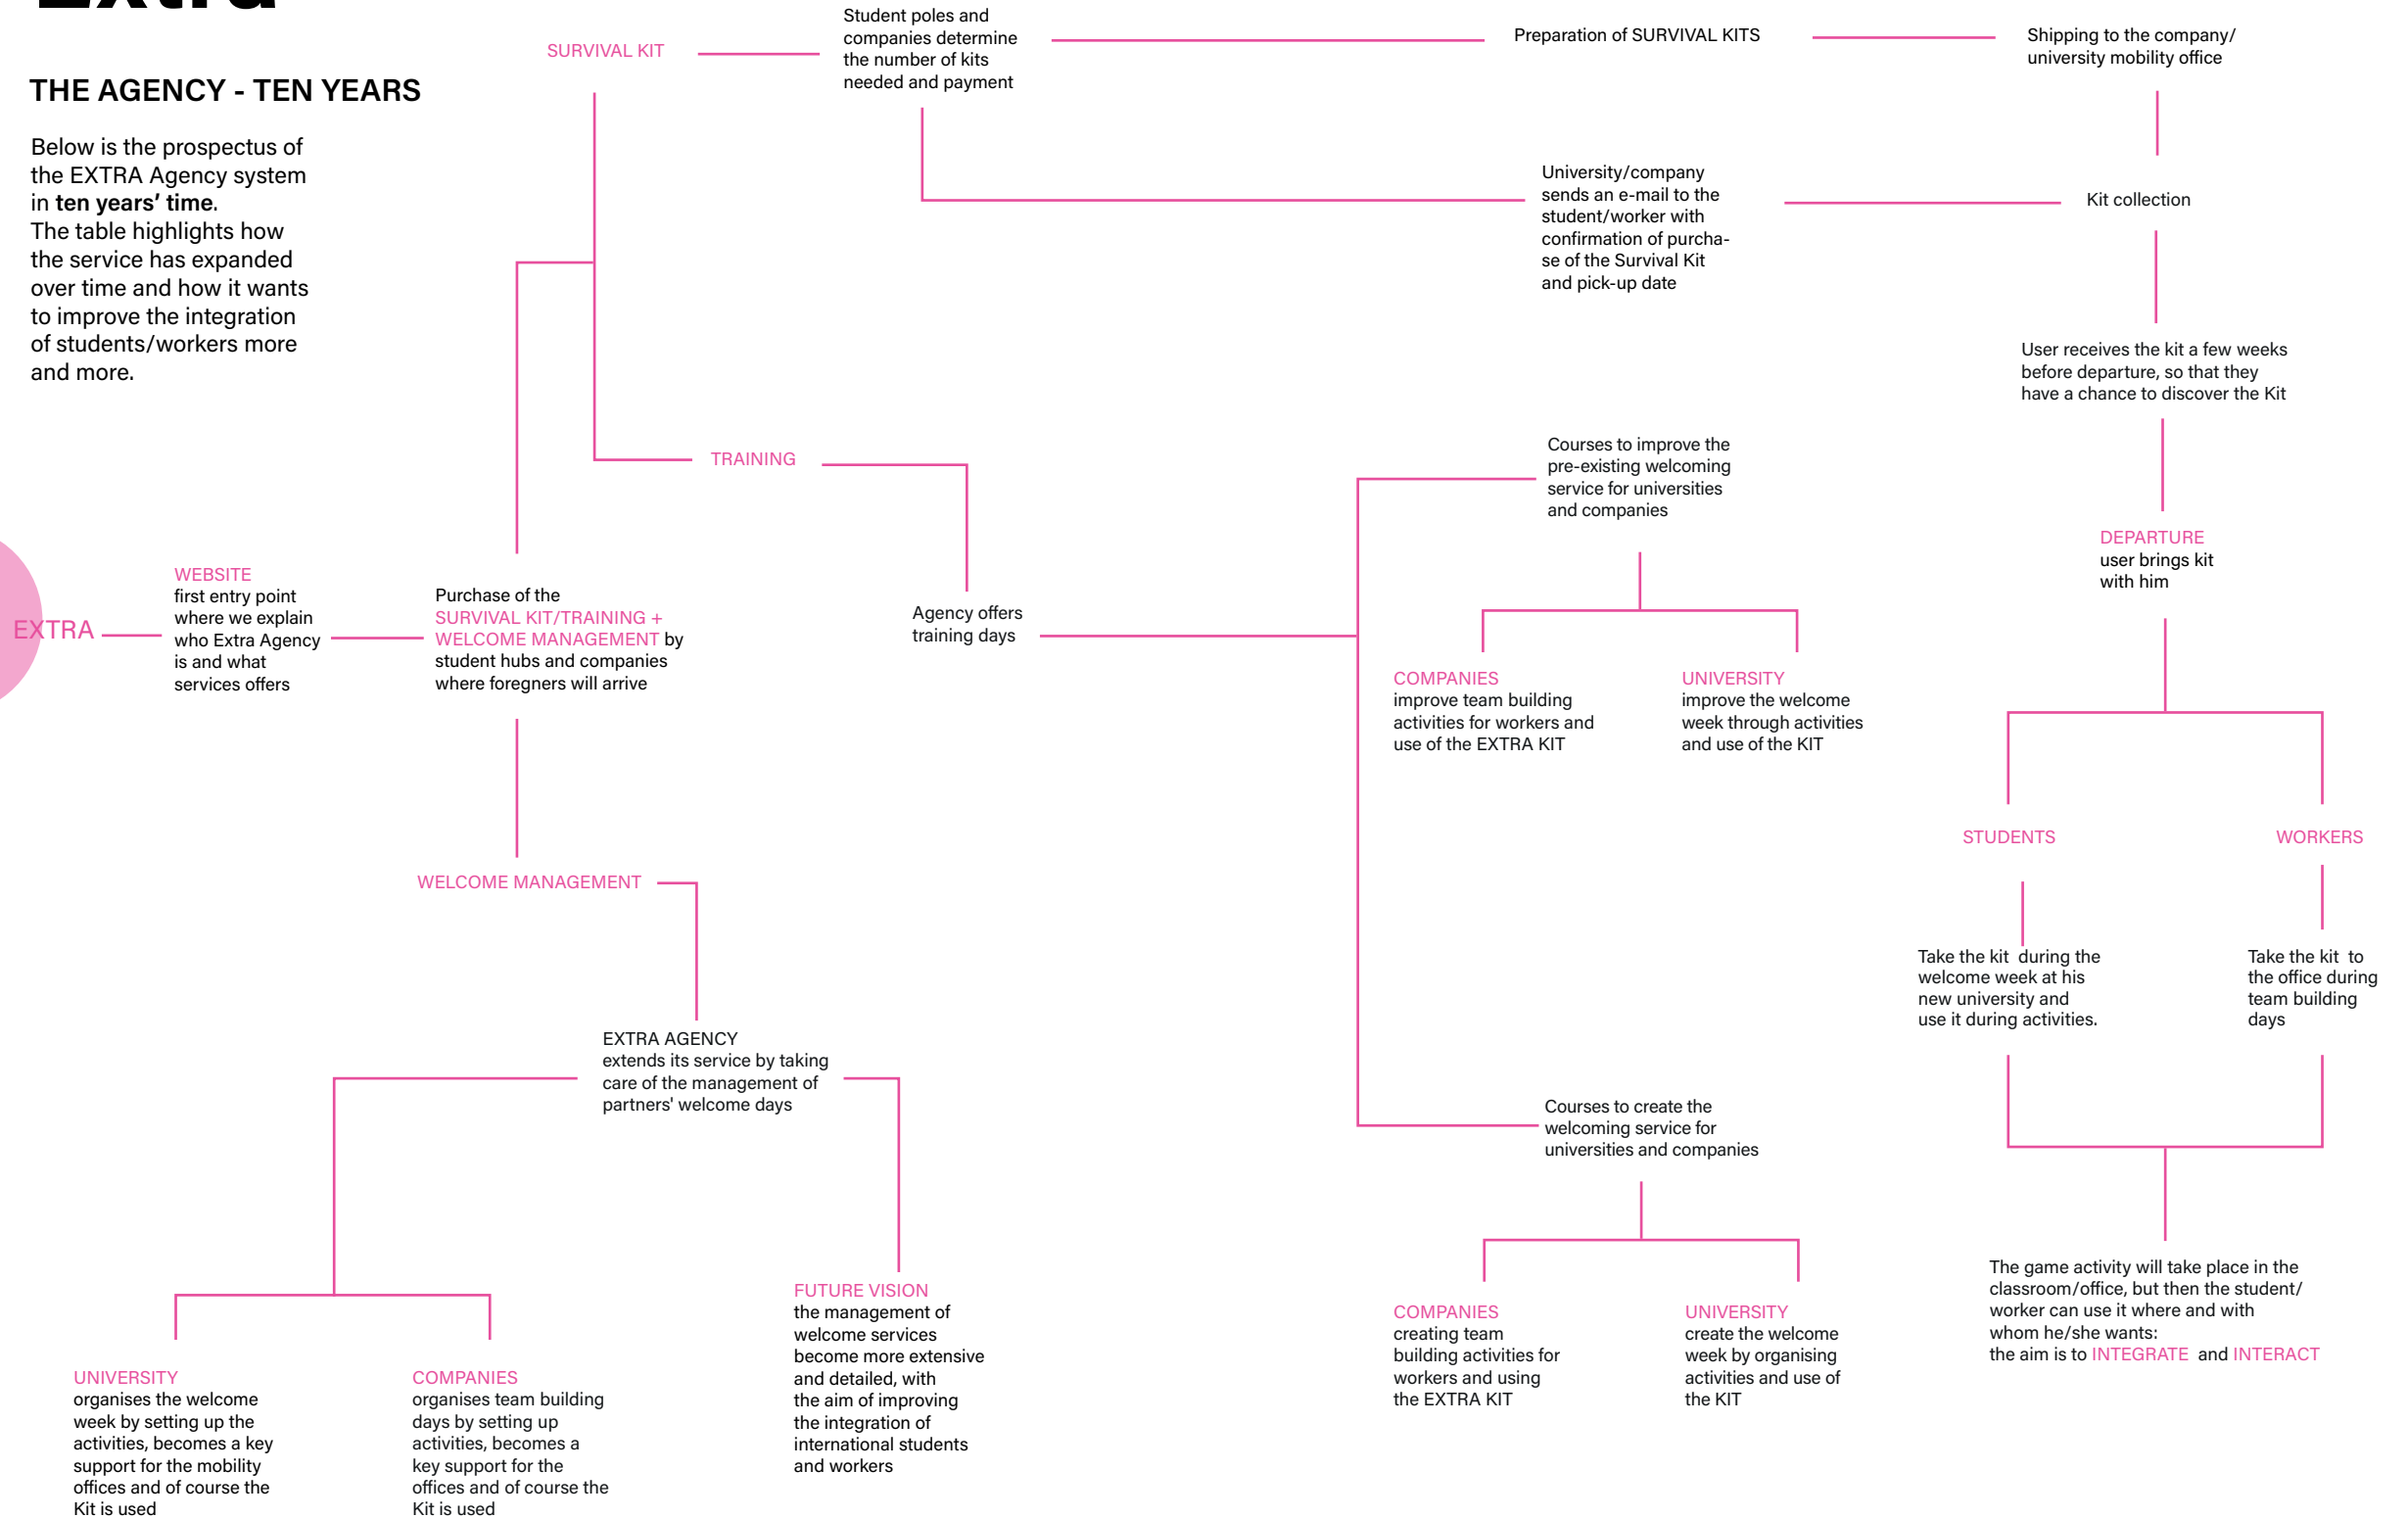 Extra
THE AGENCY - TEN YEARS
Below is the prospectus of
the EXTRA Agency system
in ten years’ time.
The table highlights how
the service has expanded
over time and how it wants
to improve the integration
of students/workers more
and more.
SURVIVAL KIT
Student poles and
companies determine
the number of kits
needed and payment
Preparation of SURVIVAL KITS
Shipping to the company/
university mobility office
University/company
sends an e-mail to the
student/worker with
confirmation of purcha-
se of the Survival Kit
and pick-up date
Kit collection
User receives the kit a few weeks
before departure, so that they
have a chance to discover the Kit
DEPARTURE
user brings kit
with him
STUDENTS
WORKERS
Take the kit  during the
welcome week at his
new university and
use it during activities.
Take the kit  to
the office during
team building
days
The game activity will take place in the
classroom/office, but then the student/
worker can use it where and with
whom he/she wants:
the aim is to INTEGRATE  and INTERACT
TRAINING
Agency offers
training days
Courses to improve the
pre-existing welcoming
service for universities
and companies
COMPANIES
improve team building
activities for workers and
use of the EXTRA KIT
UNIVERSITY
improve the welcome
week through activities
and use of the KIT
Courses to create the
welcoming service for
universities and companies
COMPANIES
creating team
building activities for
workers and using
the EXTRA KIT
UNIVERSITY
create the welcome
week by organising
activities and use of
the KIT
EXTRA
WEBSITE
first entry point
where we explain
who Extra Agency
is and what
services offers
Purchase of the
SURVIVAL KIT/TRAINING +
WELCOME MANAGEMENT by
student hubs and companies
where foregners will arrive
WELCOME MANAGEMENT
EXTRA AGENCY
extends its service by taking
care of the management of
partners' welcome days
UNIVERSITY
organises the welcome
week by setting up the
activities, becomes a key
support for the mobility
offices and of course the
Kit is used
COMPANIES
organises team building
days by setting up
activities, becomes a
key support for the
offices and of course the
Kit is used
FUTURE VISION
the management of
welcome services
become more extensive
and detailed, with
the aim of improving
the integration of
international students
and workers